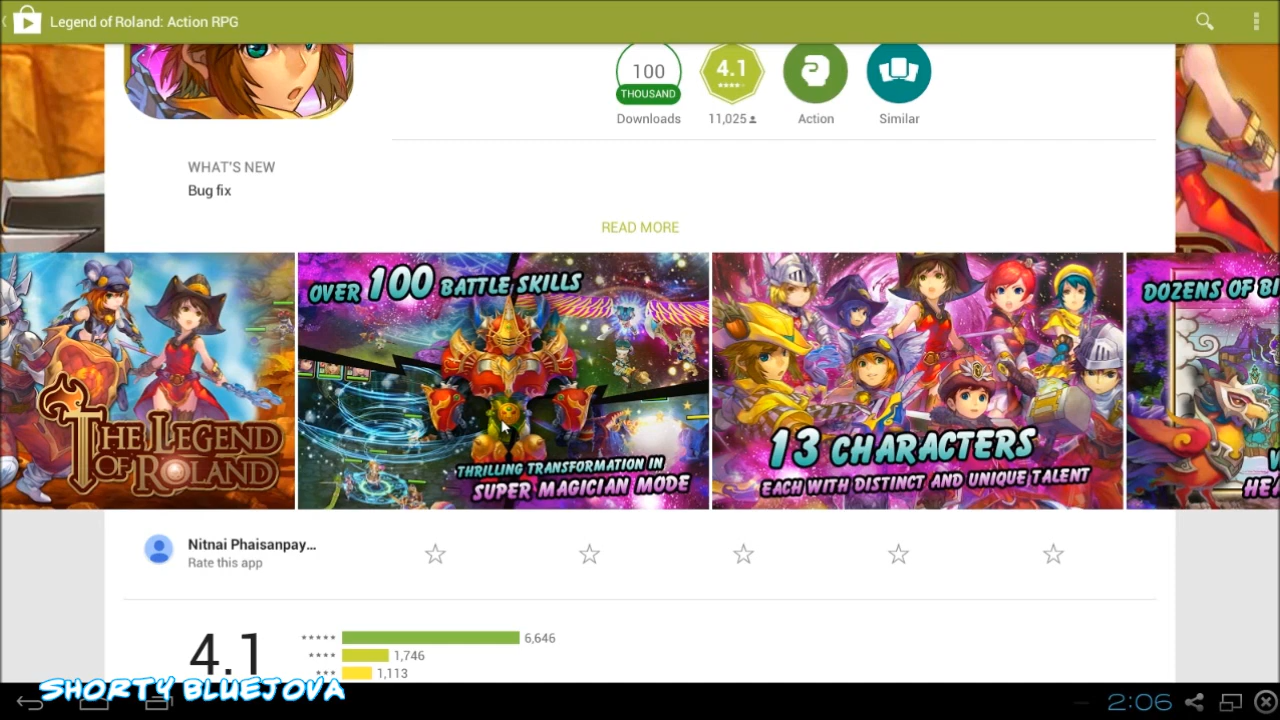 Legend of Roland: Action RPG
100
THOUSAND
Downloads
4.1
11,025
Action
Similar
WHAT'S NEW
Bug fix
READ MORE
THE LEGEND
OF ROLAND
OVER 100 BATTLE SKILLS
THRILLING TRANSFORMATION IN
SUPER MAGICIAN MODE
13 CHARACTERS
EACH WITH DISTINCT AND UNIQUE TALENT
DOZENS OF
Nitnai Phaisanpay...
Rate this app
4.1
6,646
1,746
1,113
SHORTY BLUEJOVA
2:06